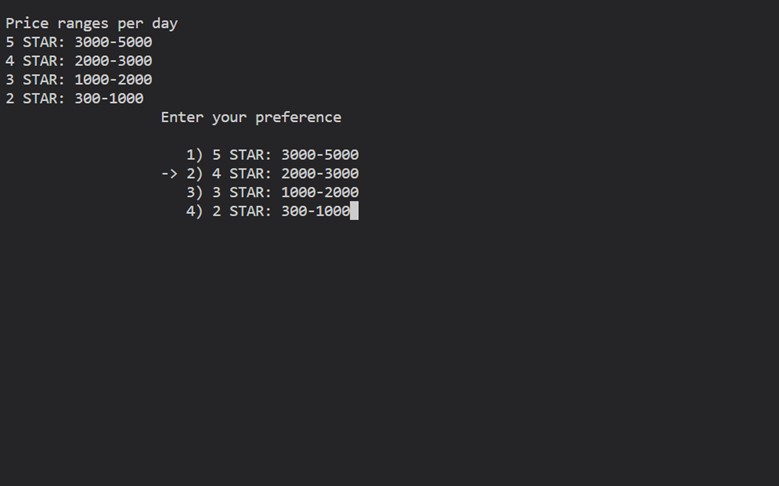 Price ranges per day
5 STAR: 3000-5000
4 STAR: 2000-3000
3 STAR: 1000-2000
2 STAR: 300-1000
Enter your preference
1) 5 STAR: 3000-5000
-> 2) 4 STAR: 2000-3000
3) 3 STAR: 1000-2000
4) 2 STAR: 300-1000